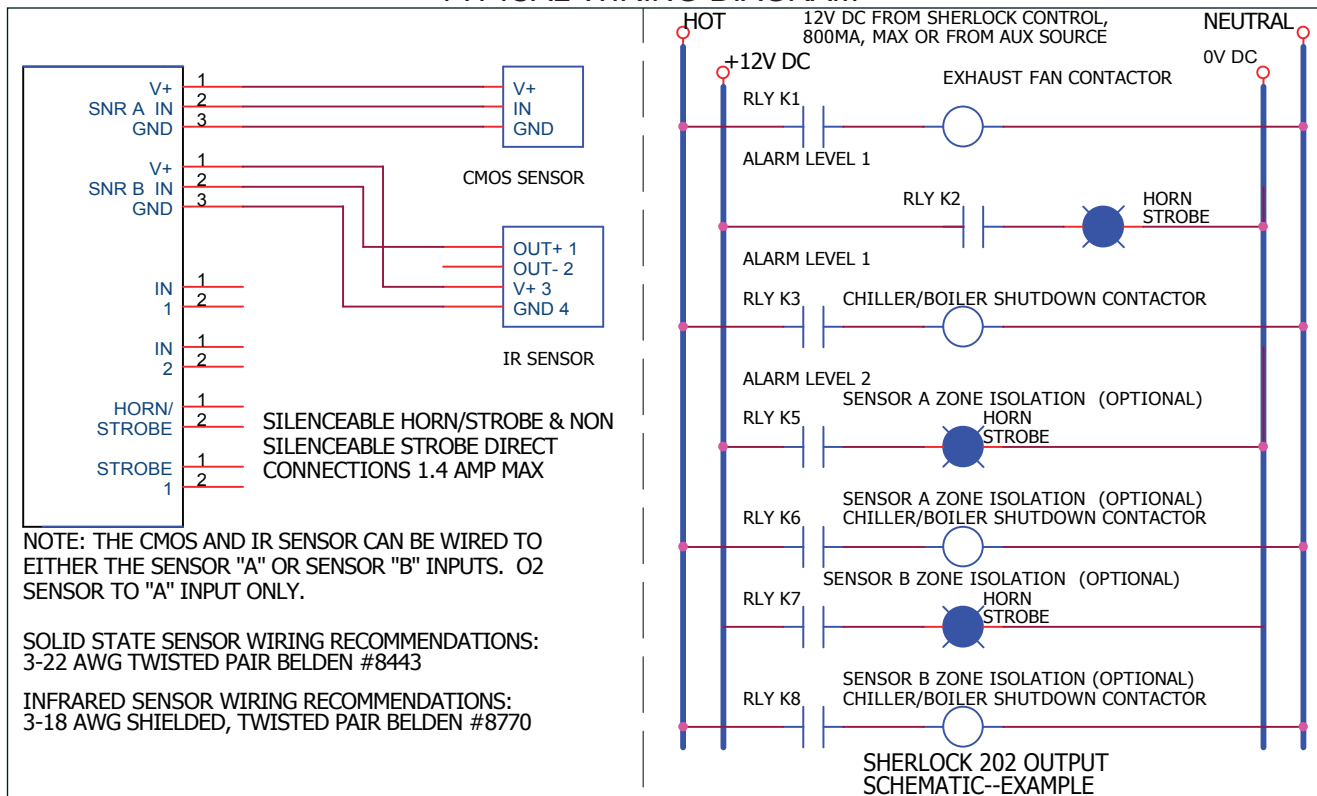 V+ 1
SNR A IN 2
GND 3
V+ 1
SNR B IN 2
GND 3
IN 1
1 2
IN 1
2 2
HORN/ 1
STROBE 2
STROBE 1
1 2
V+
IN
GND
CMOS SENSOR
OUT+ 1
OUT- 2
V+ 3
GND 4
IR SENSOR
SILENCEABLE HORN/STROBE & NON
SILENCEABLE STROBE DIRECT
CONNECTIONS 1.4 AMP MAX
NOTE: THE CMOS AND IR SENSOR CAN BE WIRED TO
EITHER THE SENSOR "A" OR SENSOR "B" INPUTS. O2
SENSOR TO "A" INPUT ONLY.
SOLID STATE SENSOR WIRING RECOMMENDATIONS:
3-22 AWG TWISTED PAIR BELDEN #8443
INFRARED SENSOR WIRING RECOMMENDATIONS:
3-18 AWG SHIELDED, TWISTED PAIR BELDEN #8770
HOT
12V DC FROM SHERLOCK CONTROL,
800MA, MAX OR FROM AUX SOURCE
NEUTRAL
+12V DC
0V DC
EXHAUST FAN CONTACTOR
RLY K1
ALARM LEVEL 1
RLY K2
HORN
STROBE
ALARM LEVEL 1
RLY K3
CHILLER/BOILER SHUTDOWN CONTACTOR
ALARM LEVEL 2
SENSOR A ZONE ISOLATION (OPTIONAL)
RLY K5
HORN
STROBE
SENSOR A ZONE ISOLATION (OPTIONAL)
RLY K6
CHILLER/BOILER SHUTDOWN CONTACTOR
SENSOR B ZONE ISOLATION (OPTIONAL)
RLY K7
HORN
STROBE
SENSOR B ZONE ISOLATION (OPTIONAL)
RLY K8
CHILLER/BOILER SHUTDOWN CONTACTOR
SHERLOCK 202 OUTPUT
SCHEMATIC--EXAMPLE